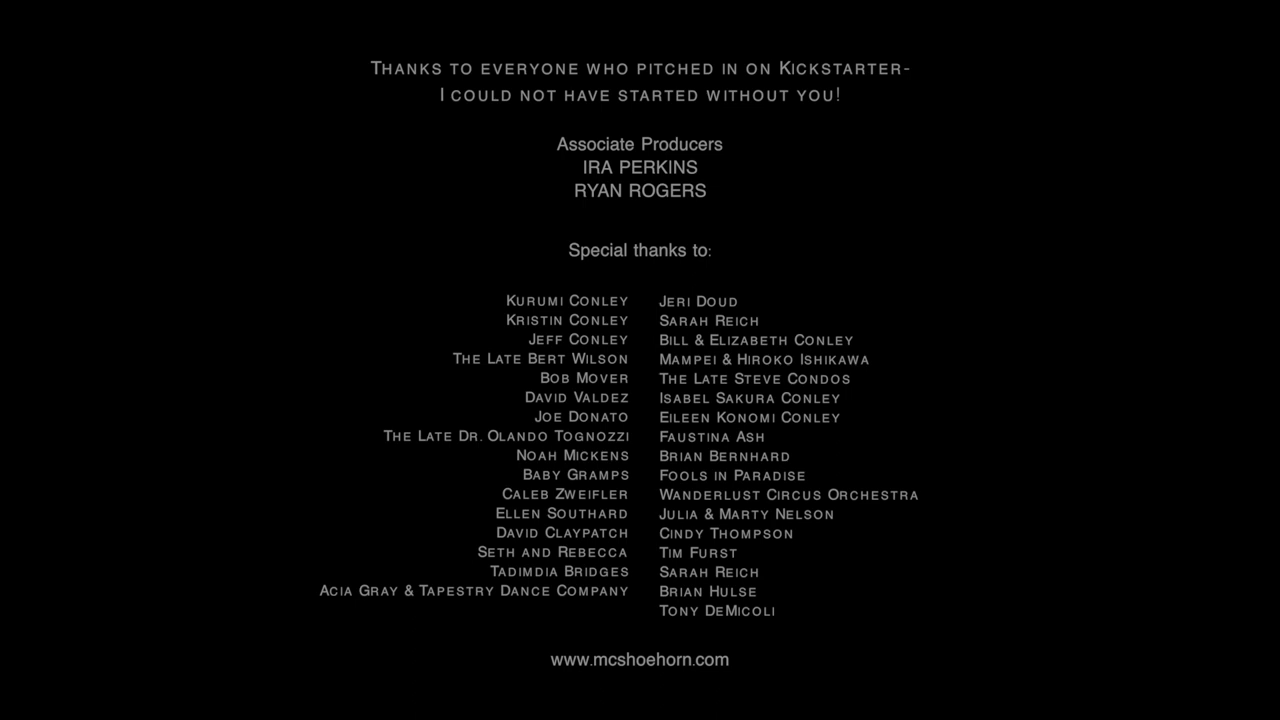 THANKS TO EVERYONE WHO PITCHED IN ON KICKSTARTER-
I COULD NOT HAVE STARTED WITHOUT YOU!
Associate Producers
IRA PERKINS
RYAN ROGERS
Special thanks to:
KURUMI CONLEY
KRISTIN CONLEY
JEFF CONLEY
THE LATE BERT WILSON
BOB MOVER
DAVID VALDEZ
JOE DONATO
THE LATE DR. OLANDO TOGNOZZI
NOAH MICKENS
BABY GRAMPS
CALEB ZWEIFLER
ELLEN SOUTHARD
DAVID CLAYPATCH
SETH AND REBECCA
TADIMDIA BRIDGES
ACIA GRAY & TAPESTRY DANCE COMPANY
JERI DOUD
SARAH REICH
BILL & ELIZABETH CONLEY
MAMPEI & HIROKO ISHIKAWA
THE LATE STEVE CONDOS
ISABEL SAKURA CONLEY
EILEEN KONOMI CONLEY
FAUSTINA ASH
BRIAN BERNHARD
FOOLS IN PARADISE
WANDERLUST CIRCUS ORCHESTRA
JULIA & MARTY NELSON
CINDY THOMPSON
TIM FURST
SARAH REICH
BRIAN HULSE
TONY DEMICOLI
www.mcshoehorn.com